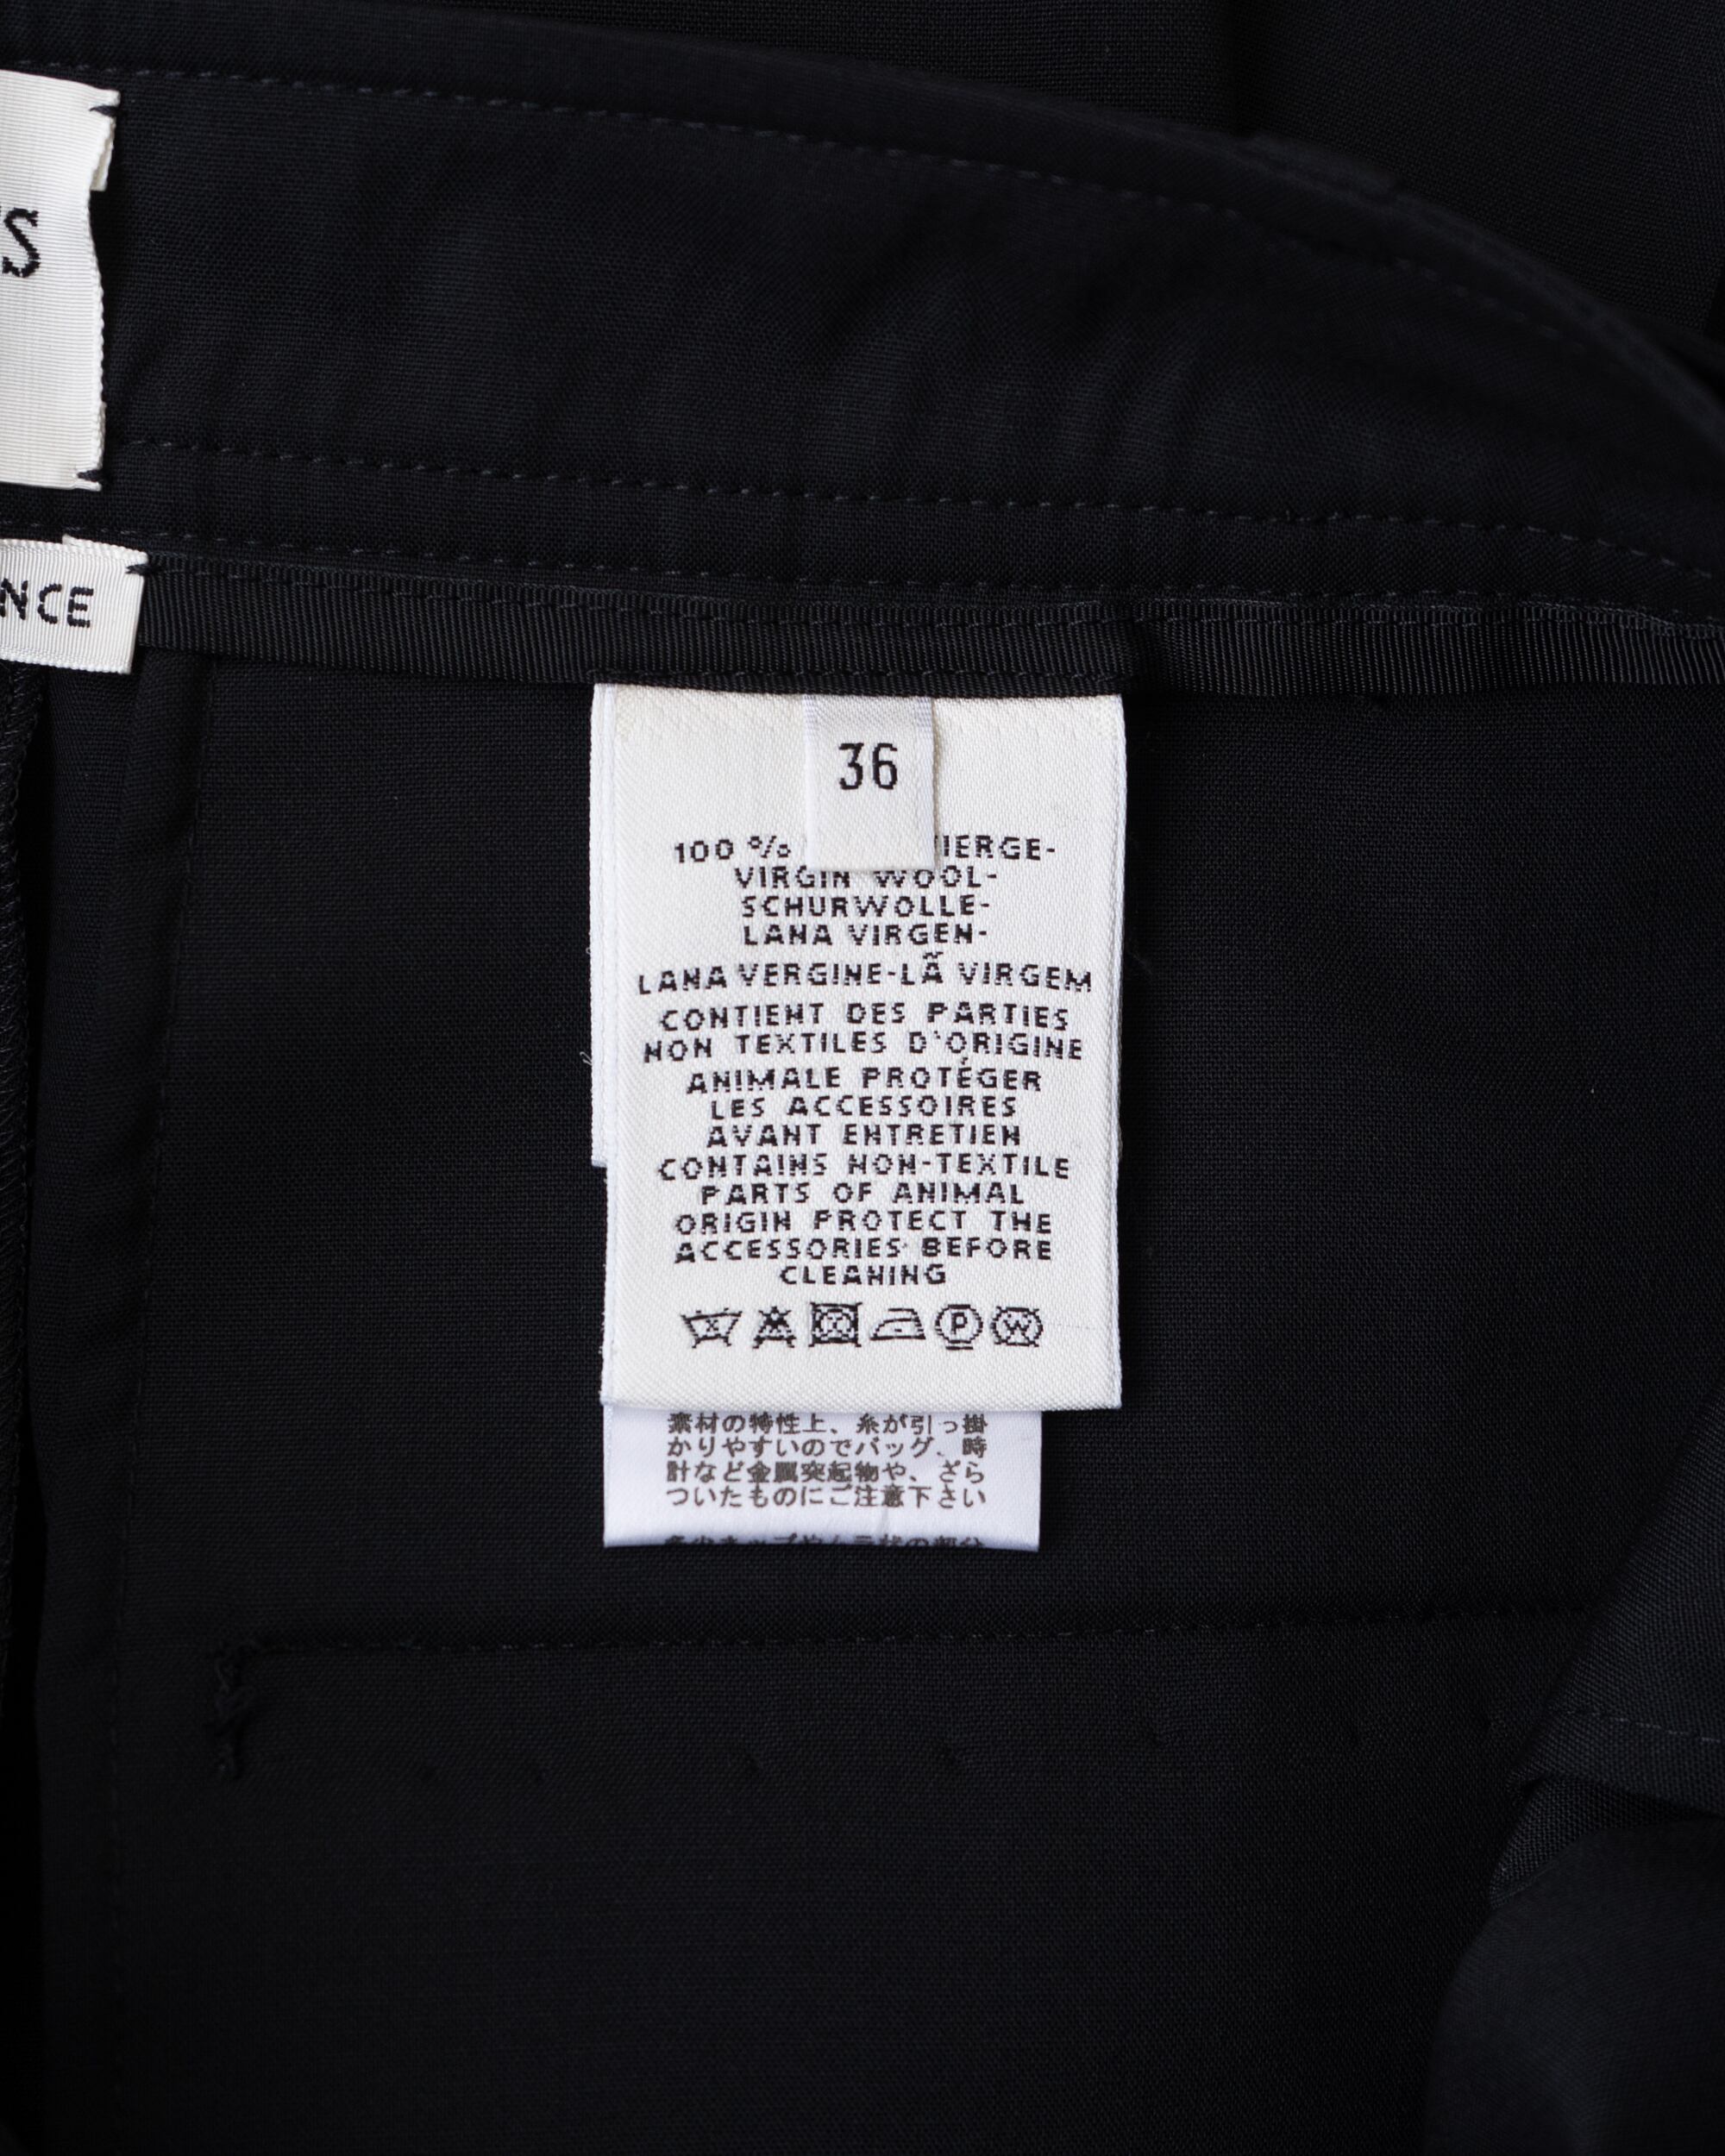 S
NCE
36
100 % IERGE-
VIRGIN WOOL-
SCHURWOLLE-
LANA VIRGEN-
LANA VERGINE-LÃ VIRGEM
CONTIENT DES PARTIES
NON TEXTILES D'ORIGINE
ANIMALE PROTÉGER
LES ACCESSOIRES
AVANT ENTRETIEN
CONTAINS NON-TEXTILE
PARTS OF ANIMAL
ORIGIN PROTECT THE
ACCESSORIES BEFORE
CLEANING
P W
素材の特性上、糸が引っ掛
かりやすいのでバッグ、時
計など金属突起物や、ざら
ついたものにご注意下さい